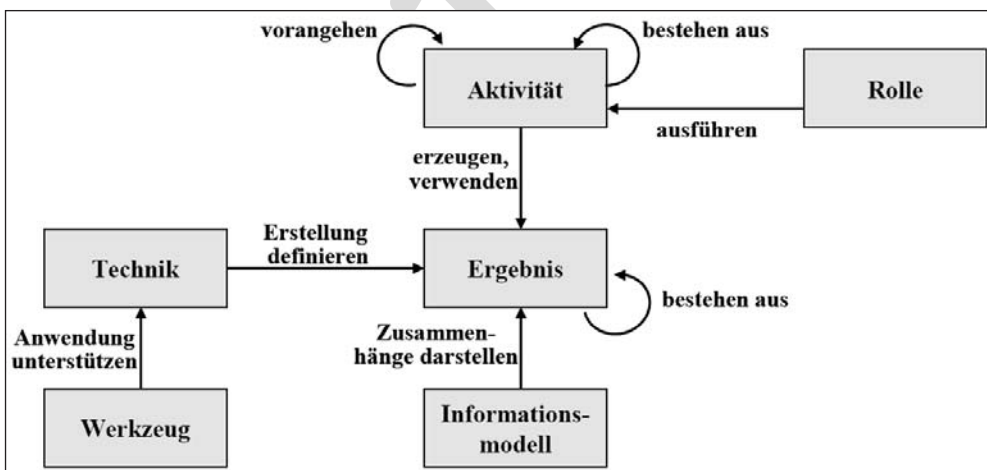 vorangehen
bestehen aus
Aktivität
Rolle
ausführen
erzeugen,
verwenden
Erstellung
definieren
Technik
Ergebnis
bestehen aus
Anwendung
unterstützen
Zusammen-
hänge darstellen
Werkzeug
Informations-
modell